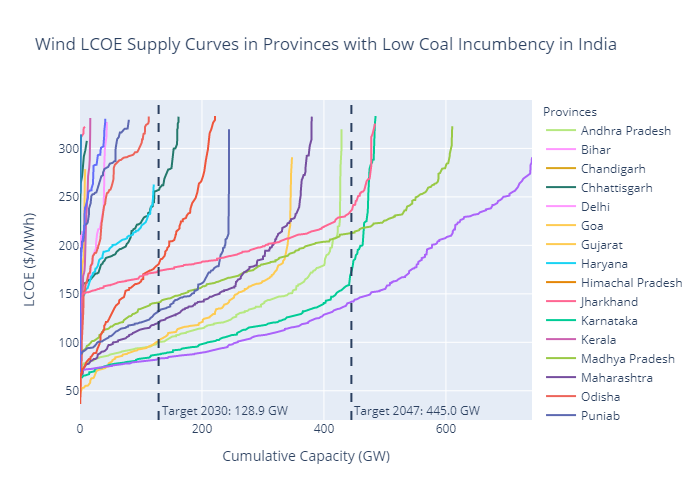 Wind LCOE Supply Curves in Provinces with Low Coal Incumbency in India
Provinces
Andhra Pradesh
Bihar
Chandigarh
Chhattisgarh
Delhi
Goa
Gujarat
Haryana
Himachal Pradesh
Jharkhand
Karnataka
Kerala
Madhya Pradesh
Maharashtra
Odisha
Punjab
LCOE ($/MWh)
300
250
200
150
100
50
Target 2030: 128.9 GW
Target 2047: 445.0 GW
0
200
400
600
Cumulative Capacity (GW)